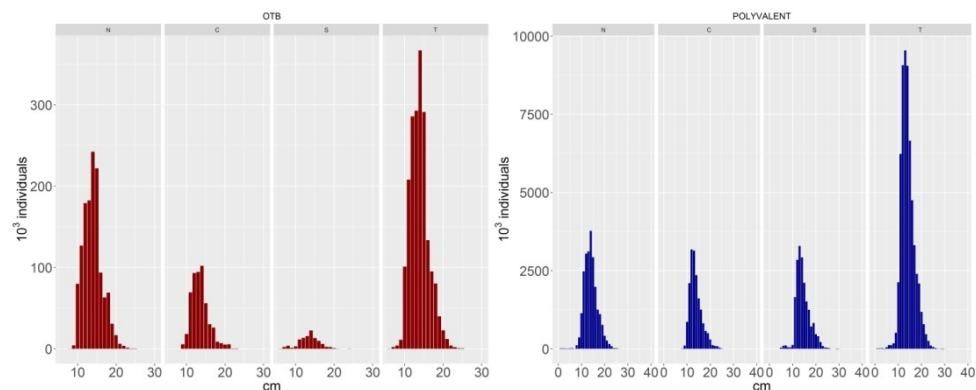 OTB
N C S T
300
200
100
0
10³ individuals
10 20 30 10 20 30 10 20 30 10 20 30
cm
POLYVALENT
N C S T
10000
7500
5000
2500
0
10³ individuals
0 10 20 30 40 0 10 20 30 40 0 10 20 30 40 0 10 20 30 40
cm